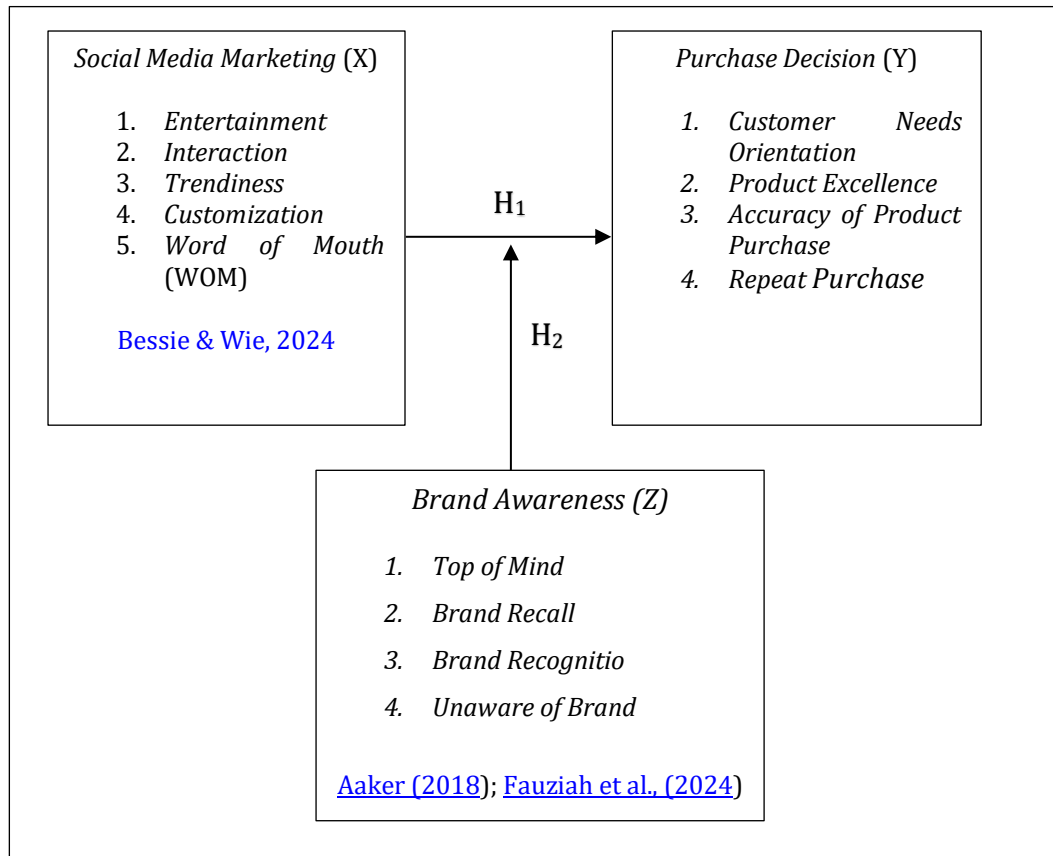 Social Media Marketing (X)
1. Entertainment
2. Interaction
3. Trendiness
4. Customization
5. Word of Mouth
(WOM)
Bessie & Wie, 2024
H1
Purchase Decision (Y)
1. Customer Needs
Orientation
2. Product Excellence
3. Accuracy of Product
Purchase
4. Repeat Purchase
H2
Brand Awareness (Z)
1. Top of Mind
2. Brand Recall
3. Brand Recognitio
4. Unaware of Brand
Aaker (2018); Fauziah et al., (2024)